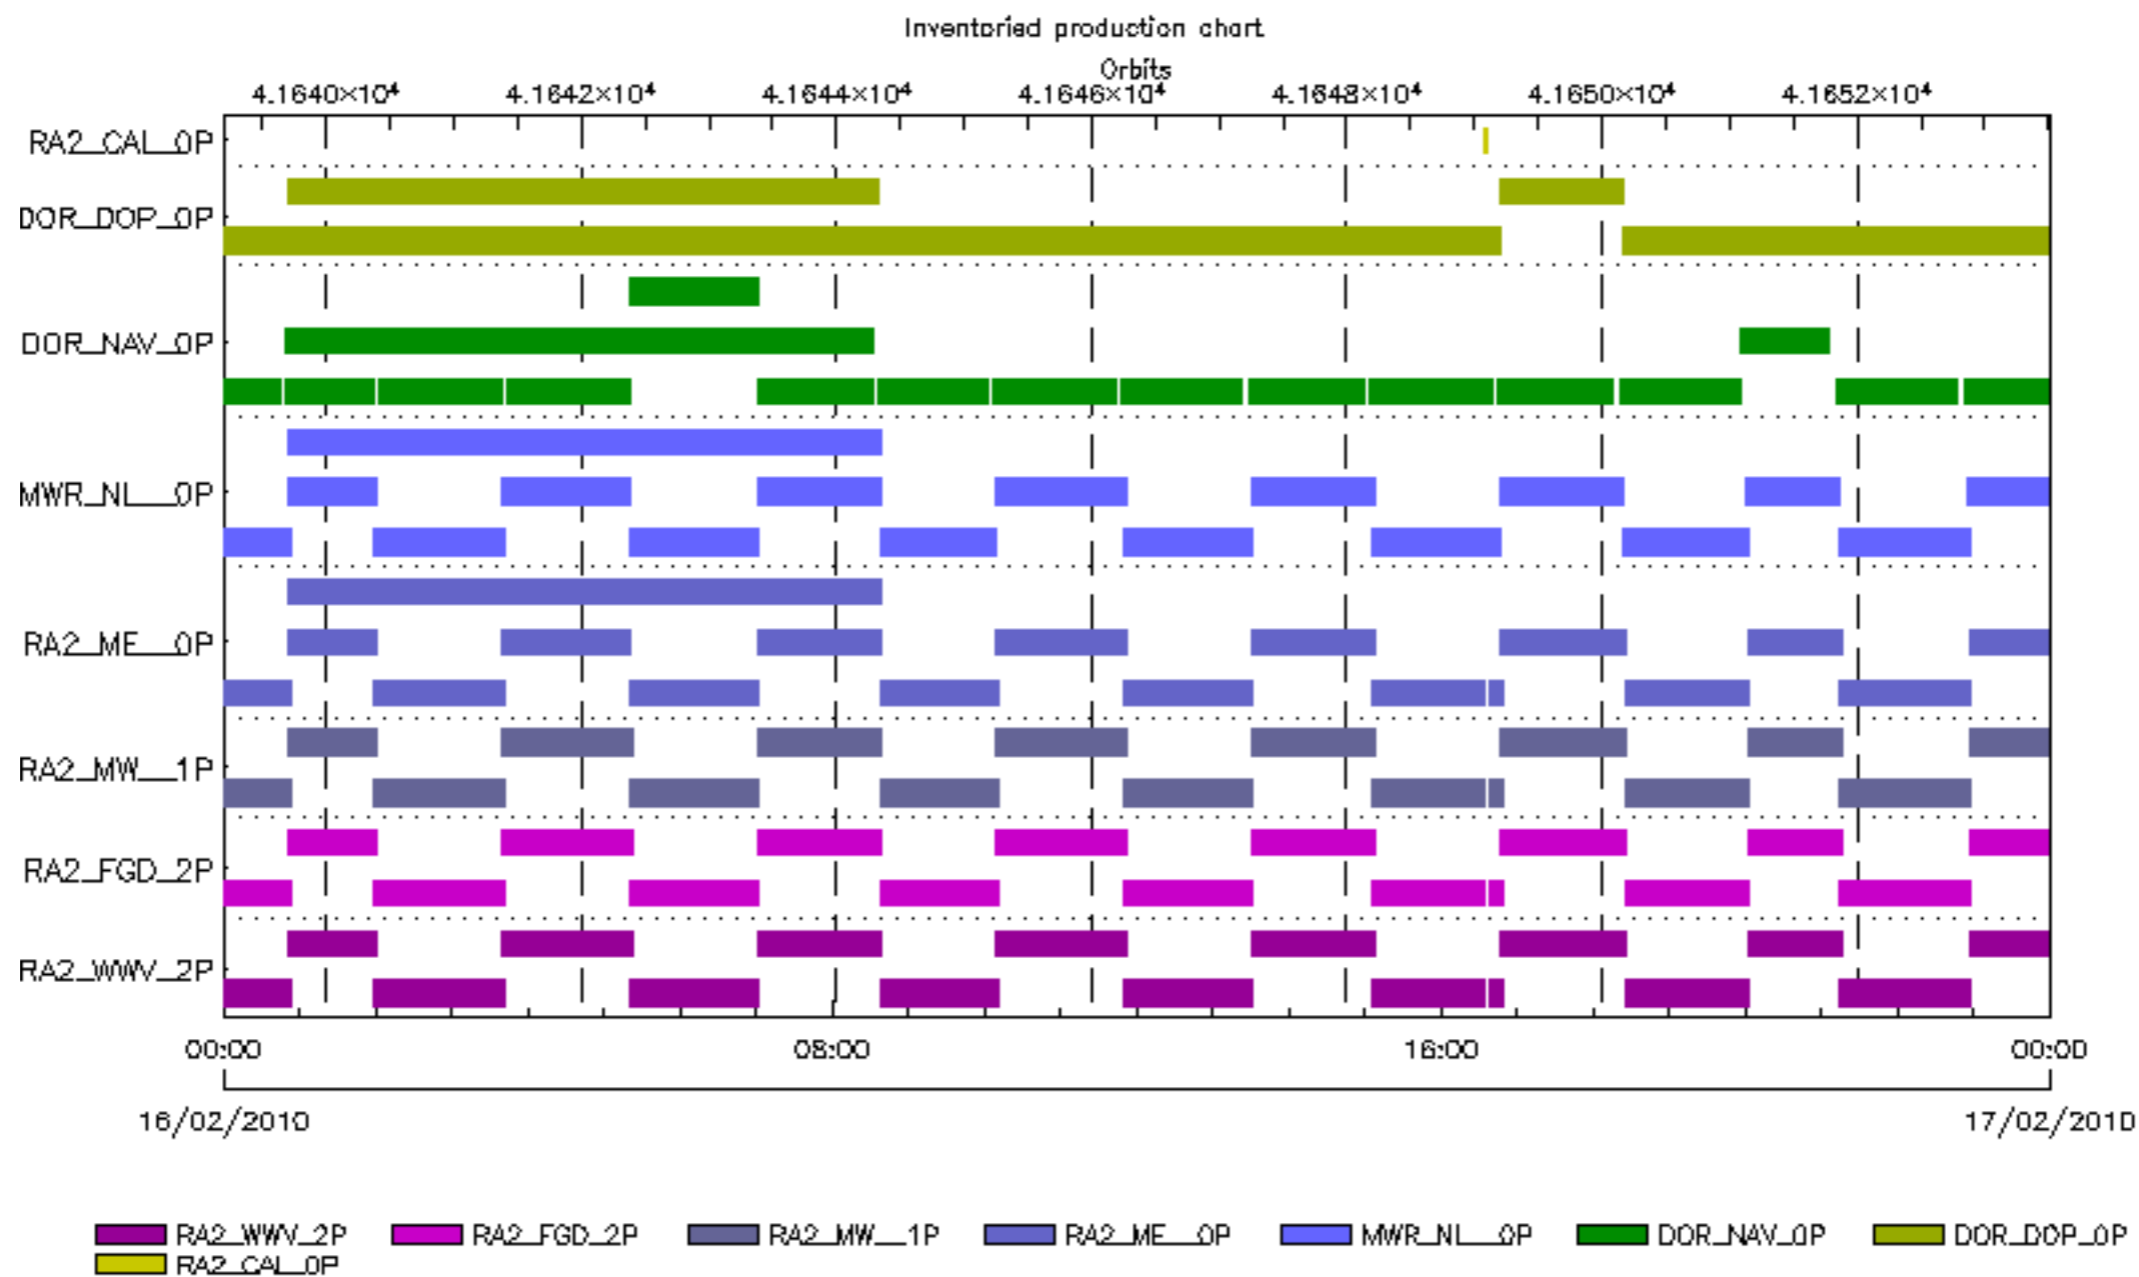 Inventoried production chart
Orbits
4.1640×10⁴ 4.1642×10⁴ 4.1644×10⁴ 4.1646×10⁴ 4.1648×10⁴ 4.1650×10⁴ 4.1652×10⁴
RA2_CAL_0P
DOR_DOP_0P
DOR_NAV_0P
MWR_NL__0P
RA2_ME__0P
RA2_MW__1P
RA2_FGD_2P
RA2_WWV_2P
00:00 08:00 16:00 00:00
16/02/2010 17/02/2010
RA2_WWV_2P RA2_FGD_2P RA2_MW__1P RA2_ME__0P MWR_NL__0P DOR_NAV_0P DOR_DOP_0P
RA2_CAL_0P